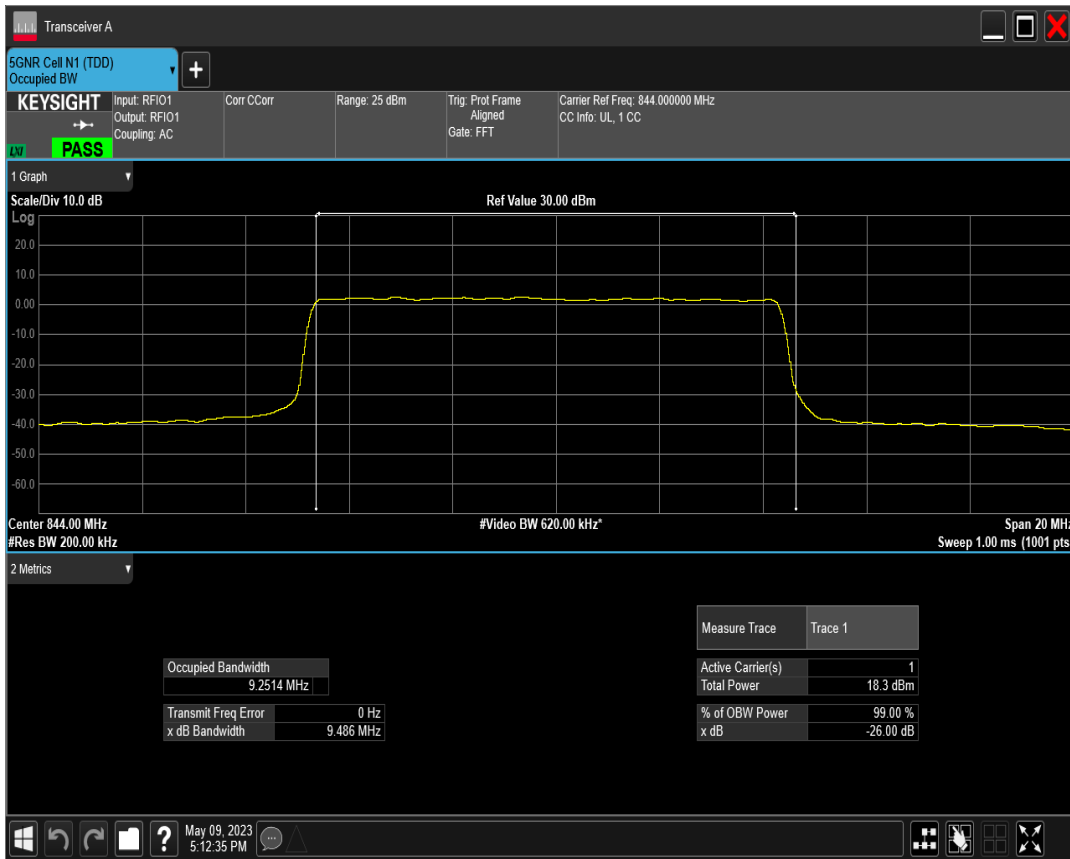 Transceiver A
5GNR Cell N1 (TDD)
Occupied BW
+
KEYSIGHT
LXI
PASS
Input: RFIO1
Output: RFIO1
Coupling: AC
Corr CCorr
Range: 25 dBm
Trig: Prot Frame
Aligned
Gate: FFT
Carrier Ref Freq: 844.000000 MHz
CC Info: UL, 1 CC
1 Graph
Scale/Div 10.0 dB
Ref Value 30.00 dBm
Log
20.0
10.0
0.00
-10.0
-20.0
-30.0
-40.0
-50.0
-60.0
Center 844.00 MHz
#Video BW 620.00 kHz*
Span 20 MHz
#Res BW 200.00 kHz
Sweep 1.00 ms (1001 pts
2 Metrics
Measure Trace Trace 1
Occupied Bandwidth
9.2514 MHz
Active Carrier(s) 1
Total Power 18.3 dBm
Transmit Freq Error 0 Hz
x dB Bandwidth 9.486 MHz
% of OBW Power 99.00 %
x dB -26.00 dB
?
May 09, 2023
5:12:35 PM